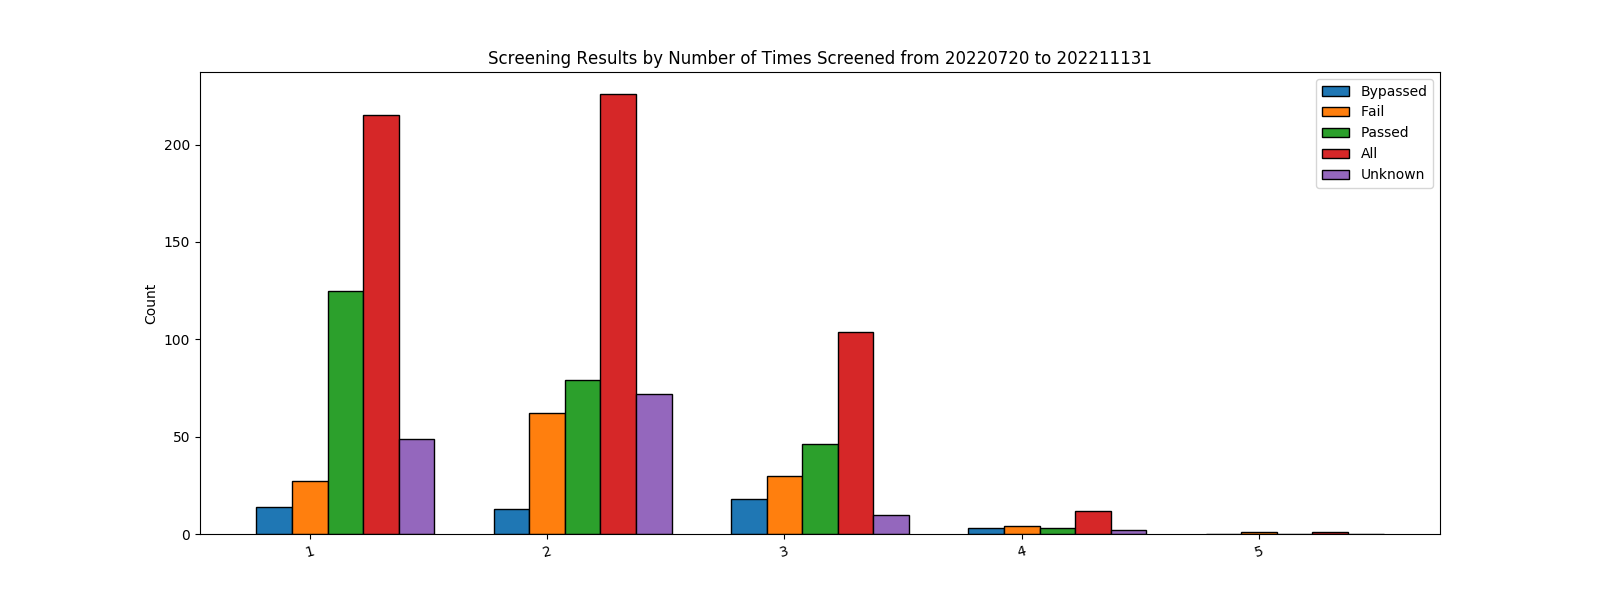 Screening Results by Number of Times Screened from 20220720 to 202211131
Bypassed
Fail
Passed
All
Unknown
Count
200
150
100
50
0
1 2 3 4 5